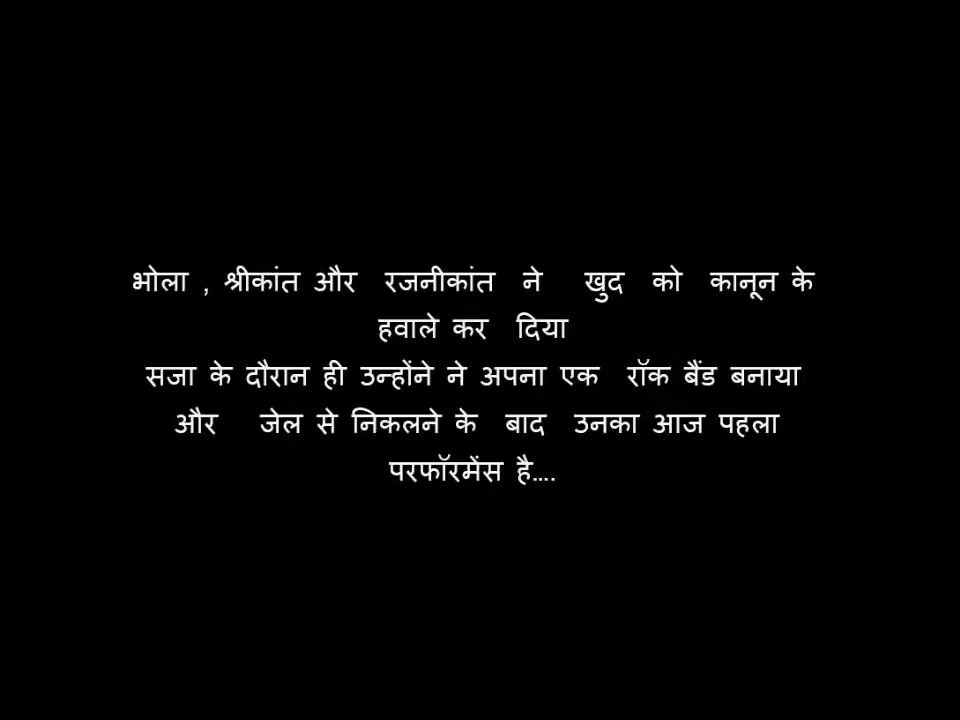 भोला , श्रीकांत और रजनीकांत ने खुद को कानून के
हवाले कर दिया
सजा के दौरान ही उन्होंने ने अपना एक रॉक बैंड बनाया
और जेल से निकलने के बाद उनका आज पहला
परफॉरमेंस है....